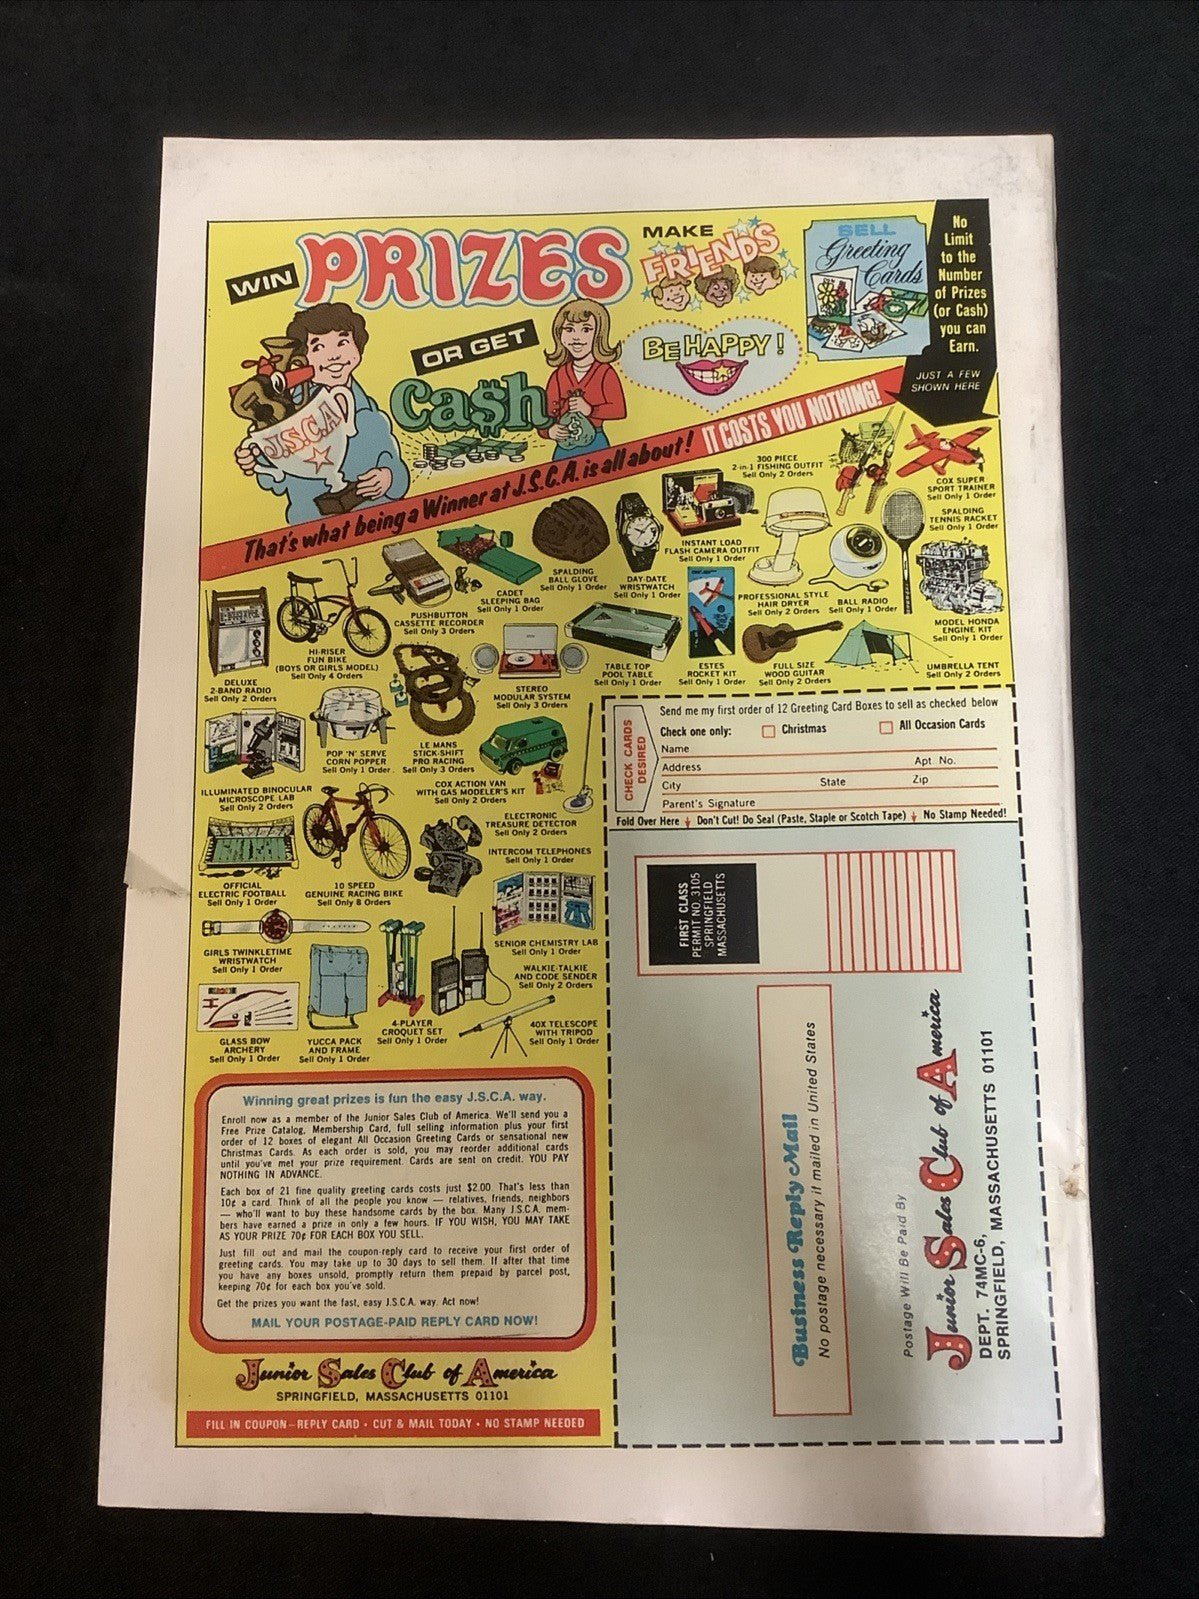 WIN PRIZES
OR GET
Ca$h
MAKE
FRIENDS
BE HAPPY!
SELL
Greeting
Cards
No
Limit
to the
Number
of Prizes
(or Cash)
you can
Earn.
JUST A FEW
SHOWN HERE
J.S.C.A.
$
That's what being a Winner at J.S.C.A. is all about! IT COSTS YOU NOTHING!
300 PIECE
2-in-1 FISHING OUTFIT
Sell Only 2 Orders
COX SUPER
SPORT TRAINER
Sell Only 1 Order
SPALDING
TENNIS RACKET
Sell Only 1 Order
INSTANT LOAD
FLASH CAMERA OUTFIT
Sell Only 1 Order
SPALDING
BALL GLOVE
Sell Only 1 Order
DAY-DATE
WRISTWATCH
Sell Only 1 Order
CADET
SLEEPING BAG
Sell Only 1 Order
PUSHBUTTON
CASSETTE RECORDER
Sell Only 3 Orders
PROFESSIONAL STYLE
HAIR DRYER
Sell Only 2 Orders
BALL RADIO
Sell Only 1 Order
MODEL HONDA
ENGINE KIT
Sell Only 1 Order
HI-RISER
FUN BIKE
(BOYS OR GIRLS MODEL)
Sell Only 4 Orders
DELUXE
2-BAND RADIO
Sell Only 2 Orders
STEREO
MODULAR SYSTEM
Sell Only 3 Orders
TABLE TOP
POOL TABLE
Sell Only 1 Order
ESTES
ROCKET KIT
Sell Only 1 Order
FULL SIZE
WOOD GUITAR
Sell Only 2 Orders
UMBRELLA TENT
Sell Only 2 Orders
POP 'N' SERVE
CORN POPPER
Sell Only 1 Order
LE MANS
STICK-SHIFT
PRO RACING
Sell Only 3 Orders
COX ACTION VAN
WITH GAS MODELER'S KIT
Sell Only 2 Orders
ILLUMINATED BINOCULAR
MICROSCOPE LAB
Sell Only 2 Orders
ELECTRONIC
TREASURE DETECTOR
Sell Only 2 Orders
INTERCOM TELEPHONES
Sell Only 1 Order
OFFICIAL
ELECTRIC FOOTBALL
Sell Only 1 Order
10 SPEED
GENUINE RACING BIKE
Sell Only 8 Orders
SENIOR CHEMISTRY LAB
Sell Only 1 Order
GIRLS TWINKLETIME
WRISTWATCH
Sell Only 1 Order
WALKIE-TALKIE
AND CODE SENDER
Sell Only 2 Orders
GLASS BOW
ARCHERY
Sell Only 1 Order
YUCCA PACK
AND FRAME
Sell Only 1 Order
4-PLAYER
CROQUET SET
Sell Only 1 Order
40X TELESCOPE
WITH TRIPOD
Sell Only 1 Order
Winning great prizes is fun the easy J.S.C.A. way.
Enroll now as a member of the Junior Sales Club of America. We'll send you a
Free Prize Catalog, Membership Card, full selling information plus your first
order of 12 boxes of elegant All Occasion Greeting Cards or sensational new
Christmas Cards. As each order is sold, you may reorder additional cards
until you've met your prize requirement. Cards are sent on credit. YOU PAY
NOTHING IN ADVANCE.
Each box of 21 fine quality greeting cards costs just $2.00. That's less than
10¢ a card. Think of all the people you know — relatives, friends, neighbors
— who'll want to buy these handsome cards by the box. Many J.S.C.A. mem-
bers have earned a prize in only a few hours. IF YOU WISH, YOU MAY TAKE
AS YOUR PRIZE 70¢ FOR EACH BOX YOU SELL.
Just fill out and mail the coupon-reply card to receive your first order of
greeting cards. You may take up to 30 days to sell them. If after that time
you have any boxes unsold, promptly return them prepaid by parcel post,
keeping 70¢ for each box you've sold.
Get the prizes you want the fast, easy J.S.C.A. way. Act now!
MAIL YOUR POSTAGE-PAID REPLY CARD NOW!
Junior Sales Club of America
SPRINGFIELD, MASSACHUSETTS 01101
FILL IN COUPON–REPLY CARD • CUT & MAIL TODAY • NO STAMP NEEDED
CHECK CARDS
DESIRED
Send me my first order of 12 Greeting Card Boxes to sell as checked below
Check one only: Christmas All Occasion Cards
Name
Address Apt. No.
City State Zip
Parent's Signature
Fold Over Here Don't Cut! Do Seal (Paste, Staple or Scotch Tape) No Stamp Needed!
FIRST CLASS
PERMIT NO. 3105
SPRINGFIELD
MASSACHUSETTS
Business Reply Mail
No postage necessary if mailed in United States
Postage Will Be Paid By
Junior Sales Club of America
DEPT. 74MC-6,
SPRINGFIELD, MASSACHUSETTS 01101